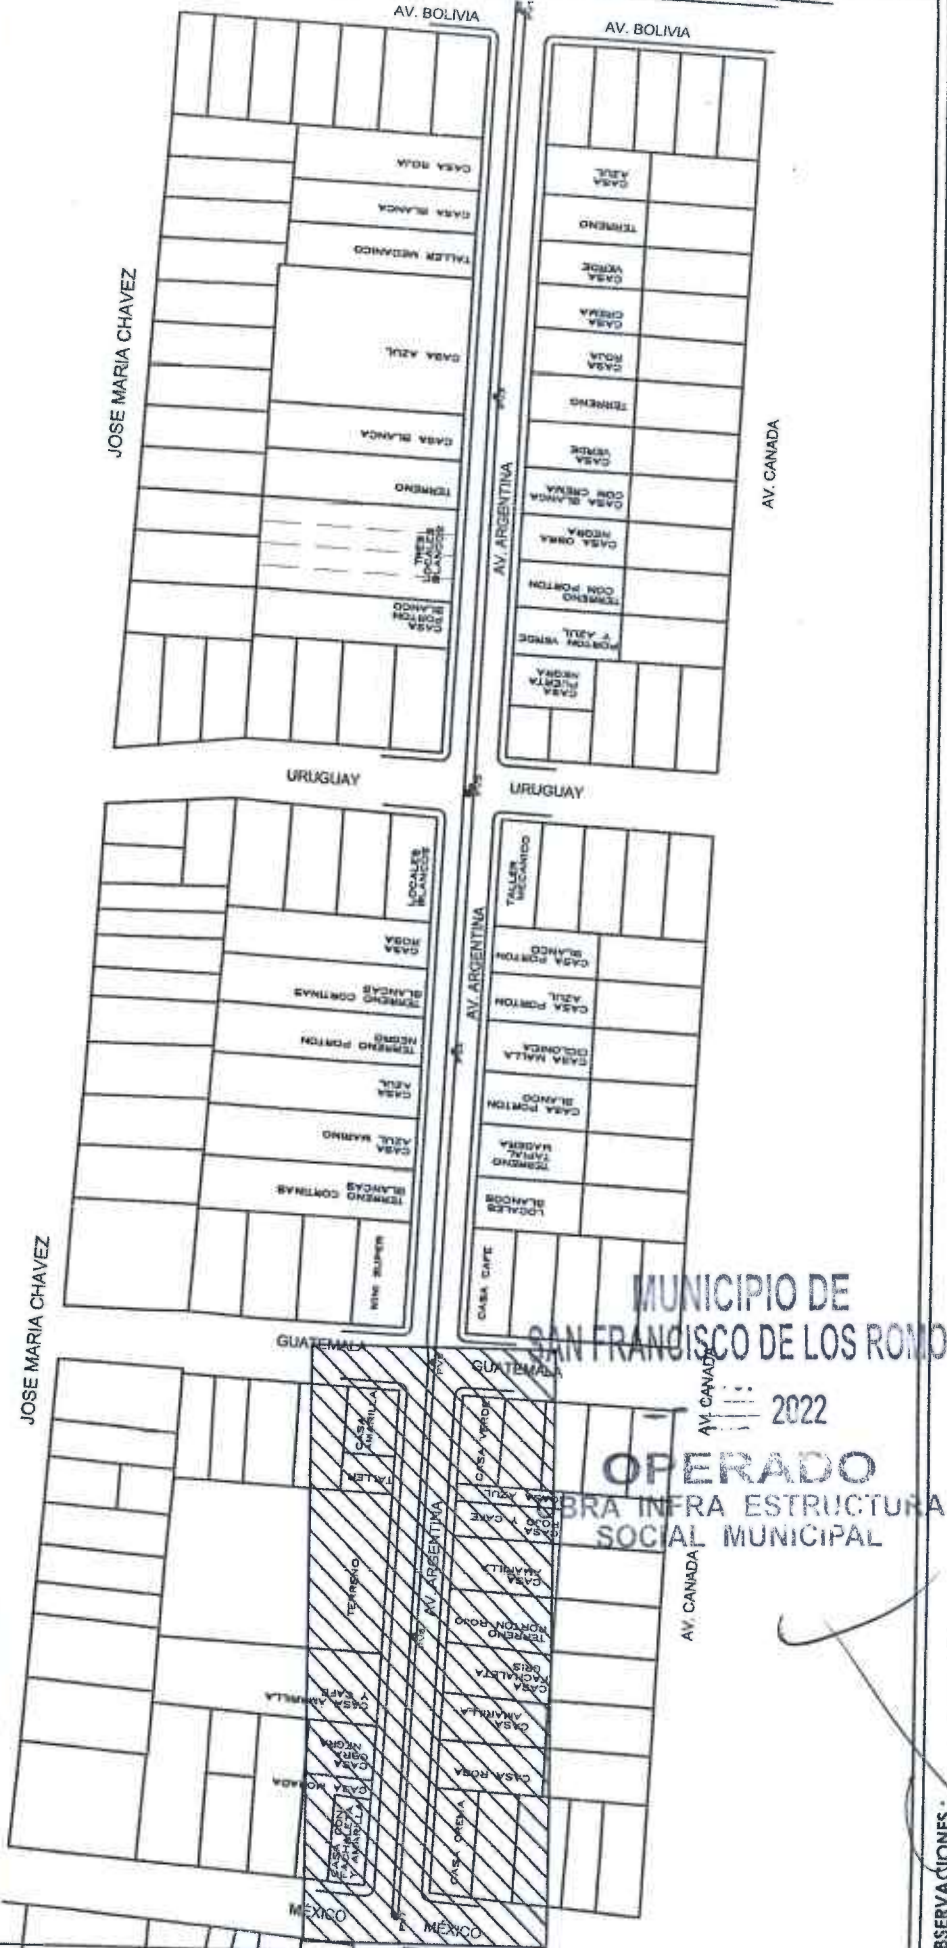 AV. BOLIVIA
AV. BOLIVIA
CASA ROJA
CASA BLANCA
TALLER MECANICO
CASA AZUL
CASA BLANCA
TERRENO
TRES
LOCALES
BLANCOS
CASA
PORTON
BLANCO
CASA
AZUL
TERRENO
CASA
VERDE
CASA
CREMA
CASA
ROJA
TERRENO
CASA
VERDE
CASA BLANCA
CON CREMA
CASA OBRA
NEGRA
TERRENO
CON PORTON
PORTON VERDE
Y AZUL
CASA
PUERTA
NEGRA
JOSE MARIA CHAVEZ
AV. ARGENTINA
AV. CANADA
URUGUAY
URUGUAY
LOCALES
BLANCOS
CASA
ROSA
TERRENO CORTINAS
BLANCAS
TERRENO PORTON
NEGRO
CASA
AZUL
CASA
AZUL MARINO
TERRENO CORTINAS
BLANCAS
MINI SUPER
TALLER
MECANICO
CASA PORTON
BLANCO
CASA PORTON
AZUL
CASA MALLA
CICLONICA
CASA PORTON
BLANCO
TERRENO
TAPIAL
MADERA
LOCALES
BLANCOS
CASA CAFE
AV. ARGENTINA
JOSE MARIA CHAVEZ
GUATEMALA
GUATEMALA
MUNICIPIO DE
SAN FRANCISCO DE LOS ROMO
2022
OPERADO
OBRA INFRA ESTRUCTURA
SOCIAL MUNICIPAL
AV. CANADA
AV. CANADA
CASA
AMARILLA
TALLER
TERRENO
CASA AMARILLA
Y CAFE
CASA
OBRA
NEGRA
CASA MORADA
CASA CON
FACHALETA
Y AMARILLA
AV. ARGENTINA
CASA VERDE
CASA AZUL
CASA
ROJO Y CAFE
CASA
AMARILLA
TERRENO
PORTON ROJO
CASA
FACHALETA
GRIS
CASA
AMARILLA
CASA ROSA
CASA CREMA
MÉXICO
MÉXICO
OBSERVACIONES :